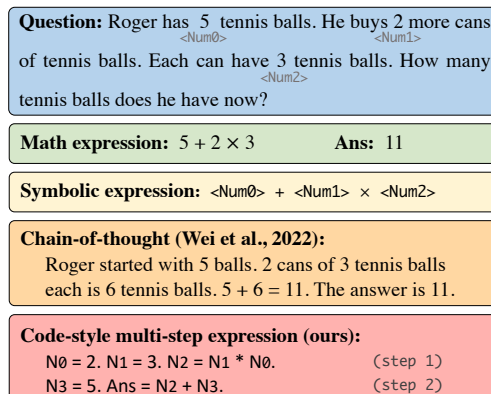 Question: Roger has 5 tennis balls. He buys 2 more cans
<Num0> <Num1>
of tennis balls. Each can have 3 tennis balls. How many
<Num2>
tennis balls does he have now?
Math expression: 5 + 2 × 3 Ans: 11
Symbolic expression: <Num0> + <Num1> × <Num2>
Chain-of-thought (Wei et al., 2022):
Roger started with 5 balls. 2 cans of 3 tennis balls
each is 6 tennis balls. 5 + 6 = 11. The answer is 11.
Code-style multi-step expression (ours):
N0 = 2. N1 = 3. N2 = N1 * N0. (step 1)
N3 = 5. Ans = N2 + N3. (step 2)